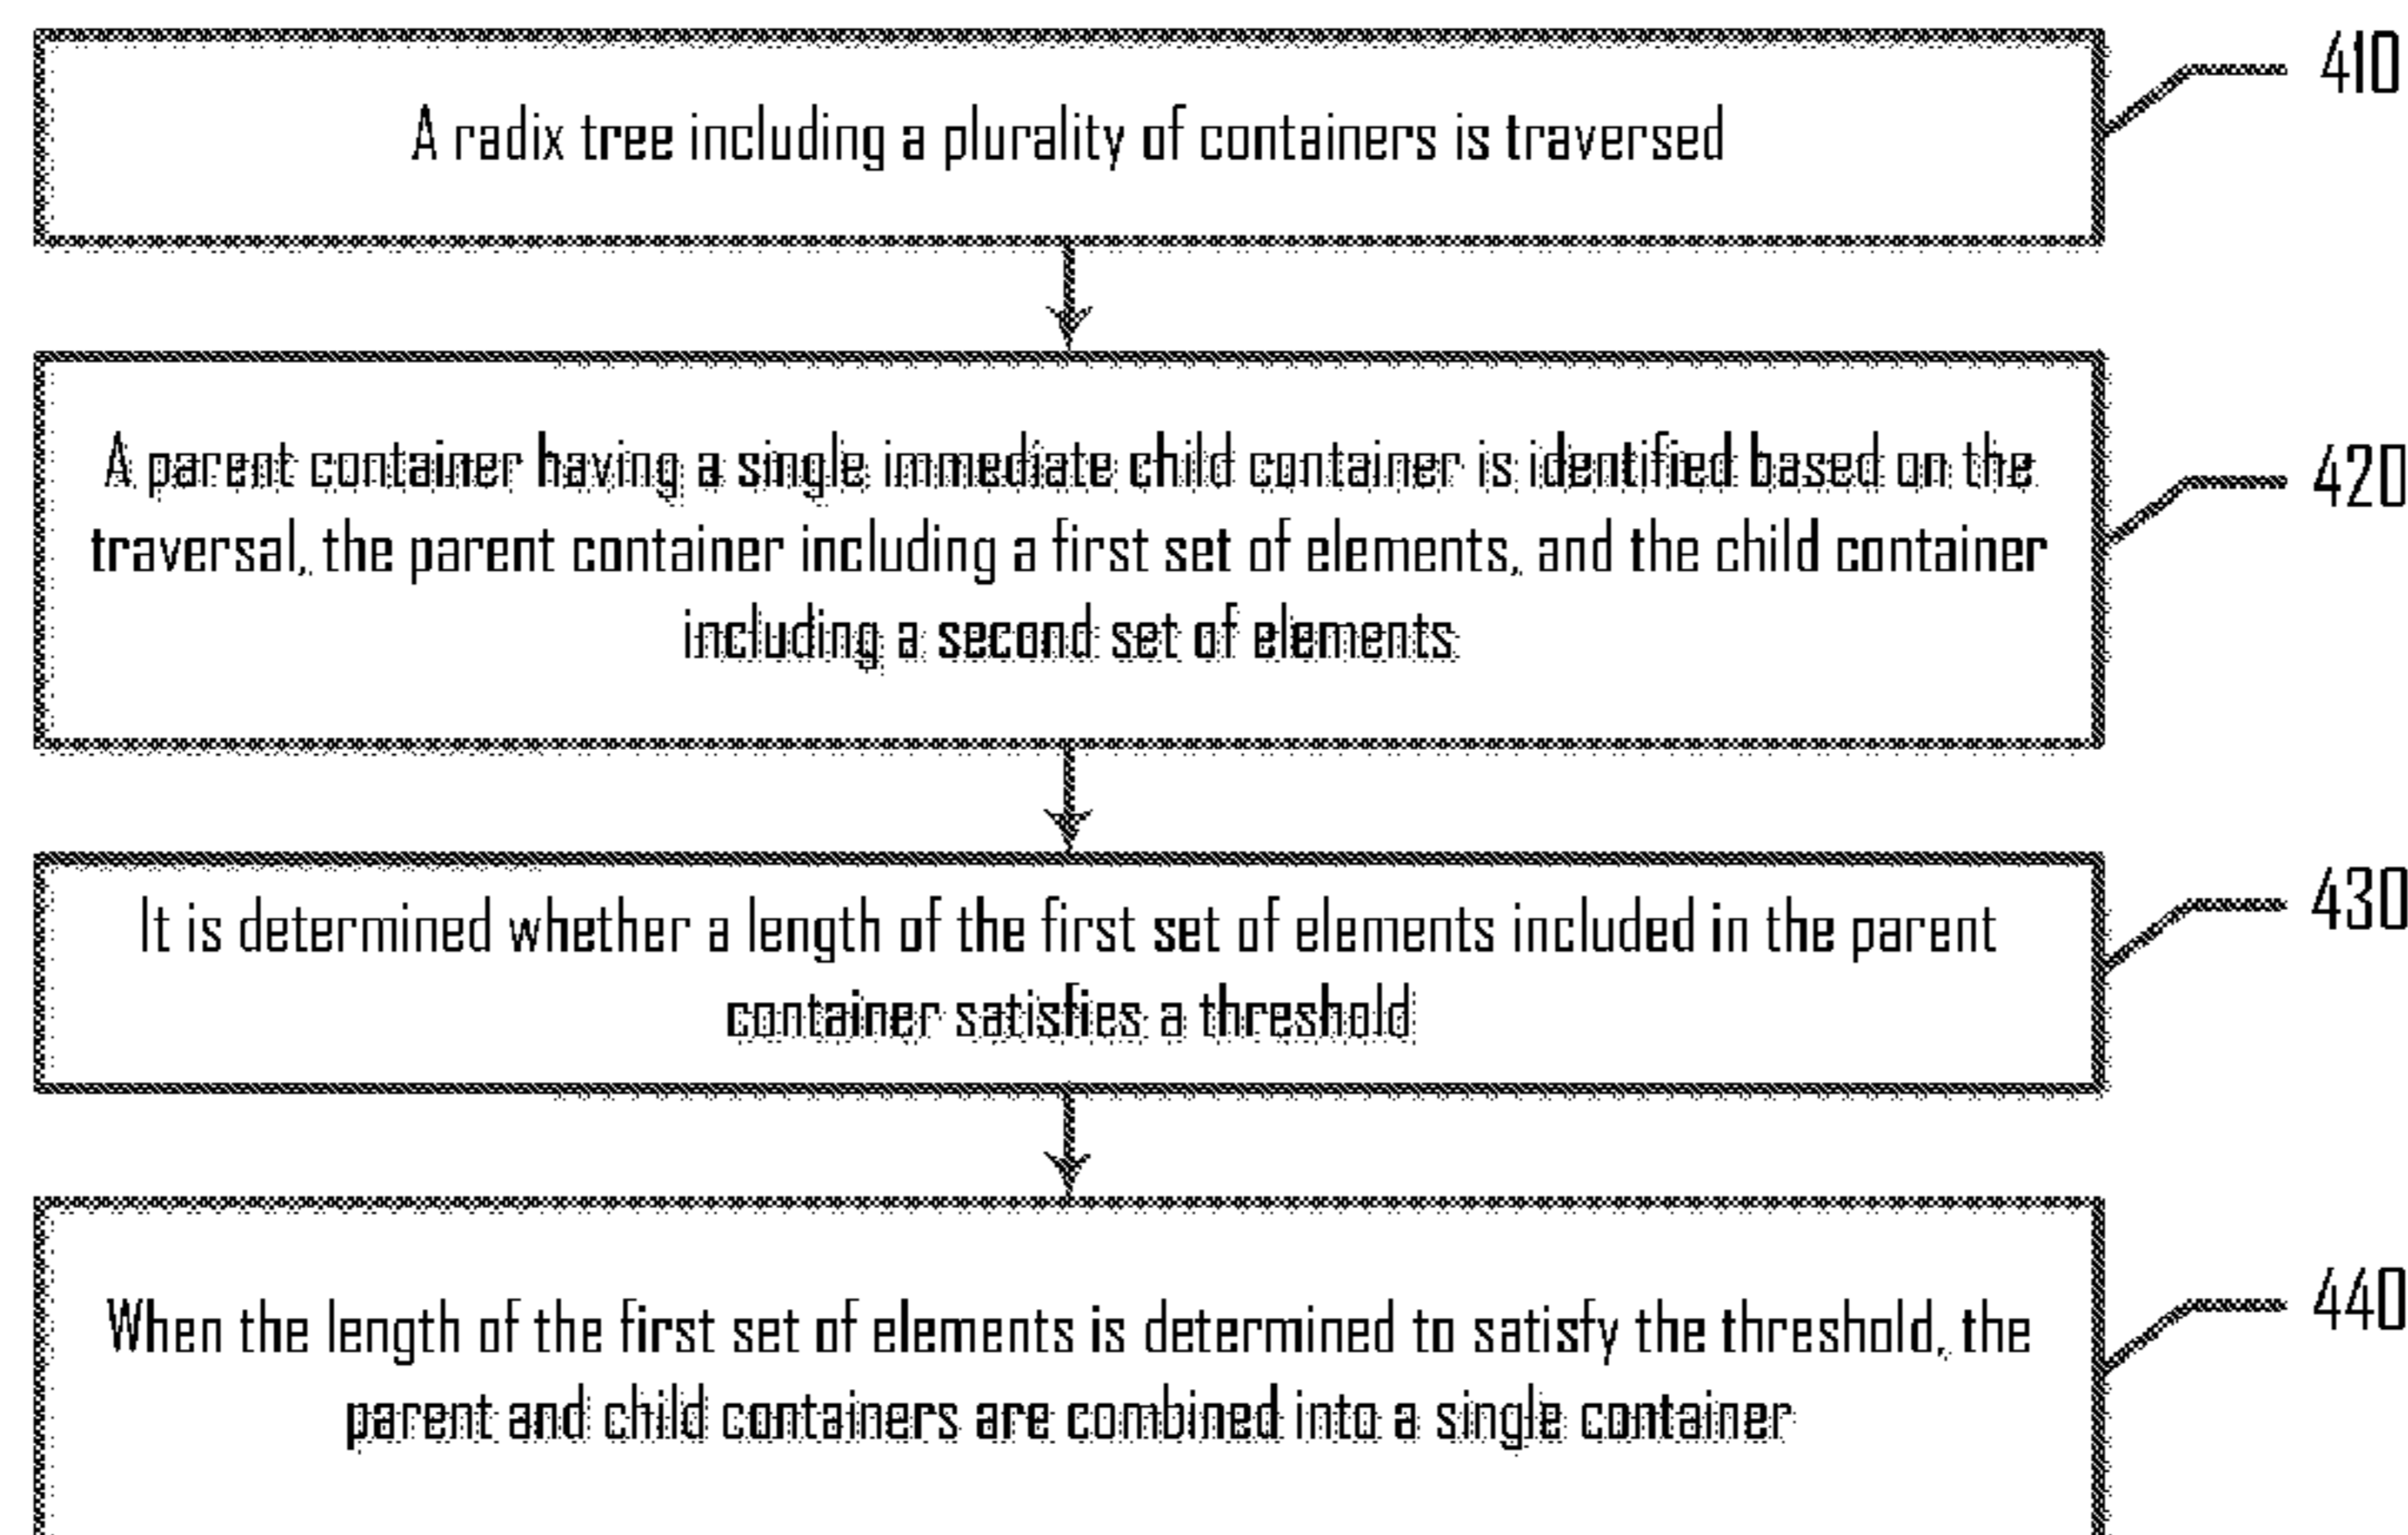 410
A radix tree including a plurality of containers is traversed
420
A parent container having a single immediate child container is identified based on the
traversal, the parent container including a first set of elements, and the child container
including a second set of elements
430
It is determined whether a length of the first set of elements included in the parent
container satisfies a threshold
440
When the length of the first set of elements is determined to satisfy the threshold, the
parent and child containers are combined into a single container